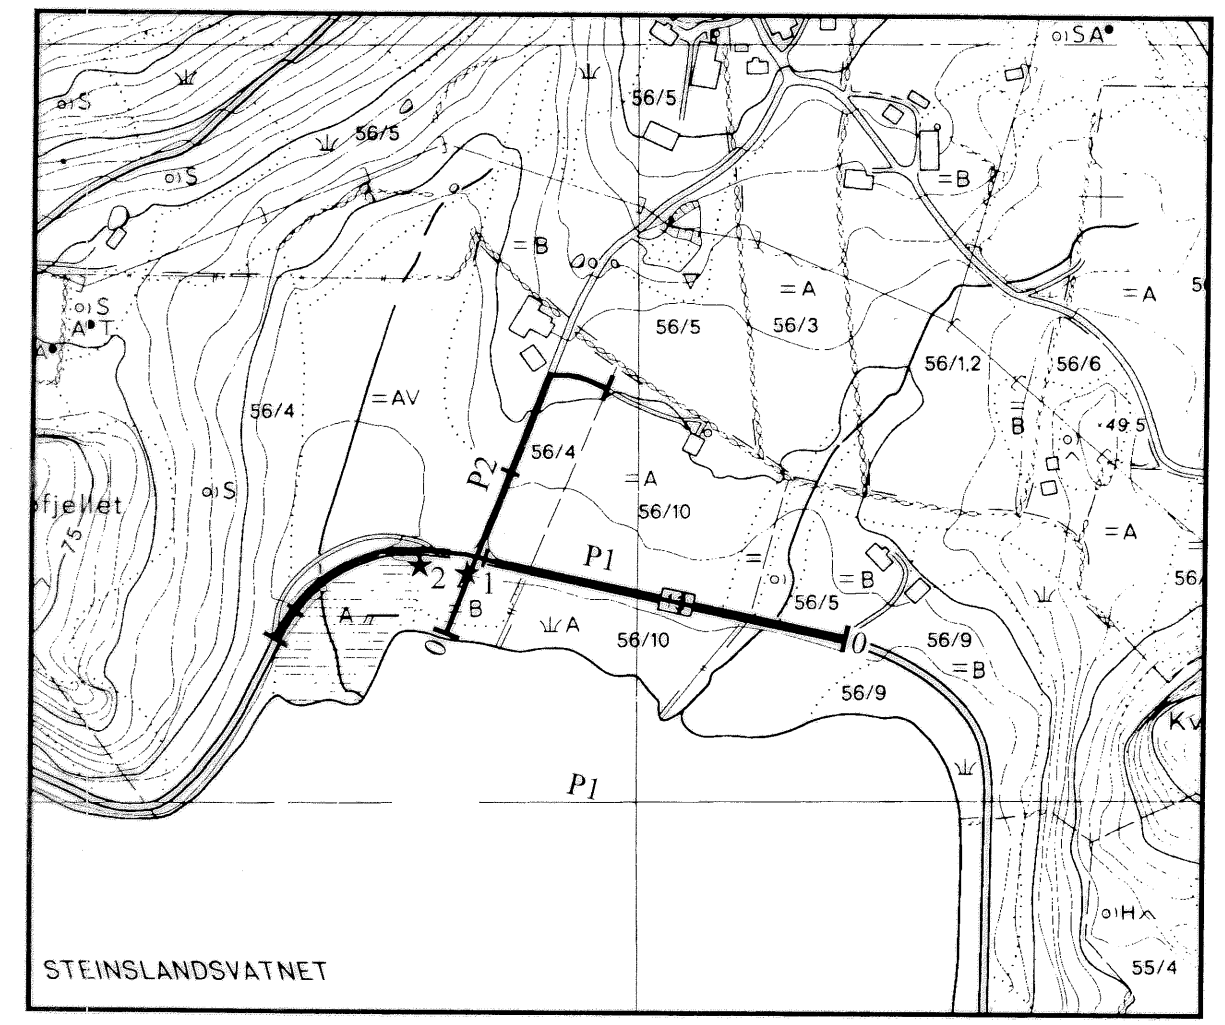 o)SA
o)S
56/5
56/5
o)S
=B
=B
=A
=A
o)S
A T
56/5
56/3
56/1,2
56/6
=AV
56/4
49.5
=
B
56/4
P2
=A
56/10
o)S
fjellet
75
P1
=A
=
o)
=B
2
1
A
=B
A
56/5
56/10
0
0
56/9
=B
56/9
Kv
P1
o)H
STEINSLANDSVATNET
55/4